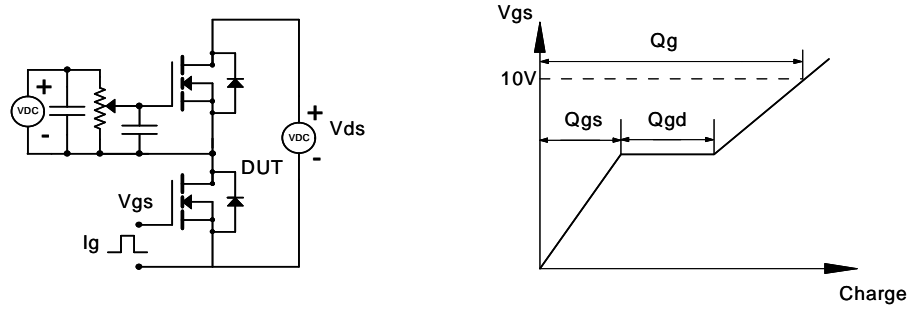 +
VDC
-
+
VDC
-
Vds
DUT
Vgs
Ig
Vgs
Qg
10V
Qgs
Qgd
Charge